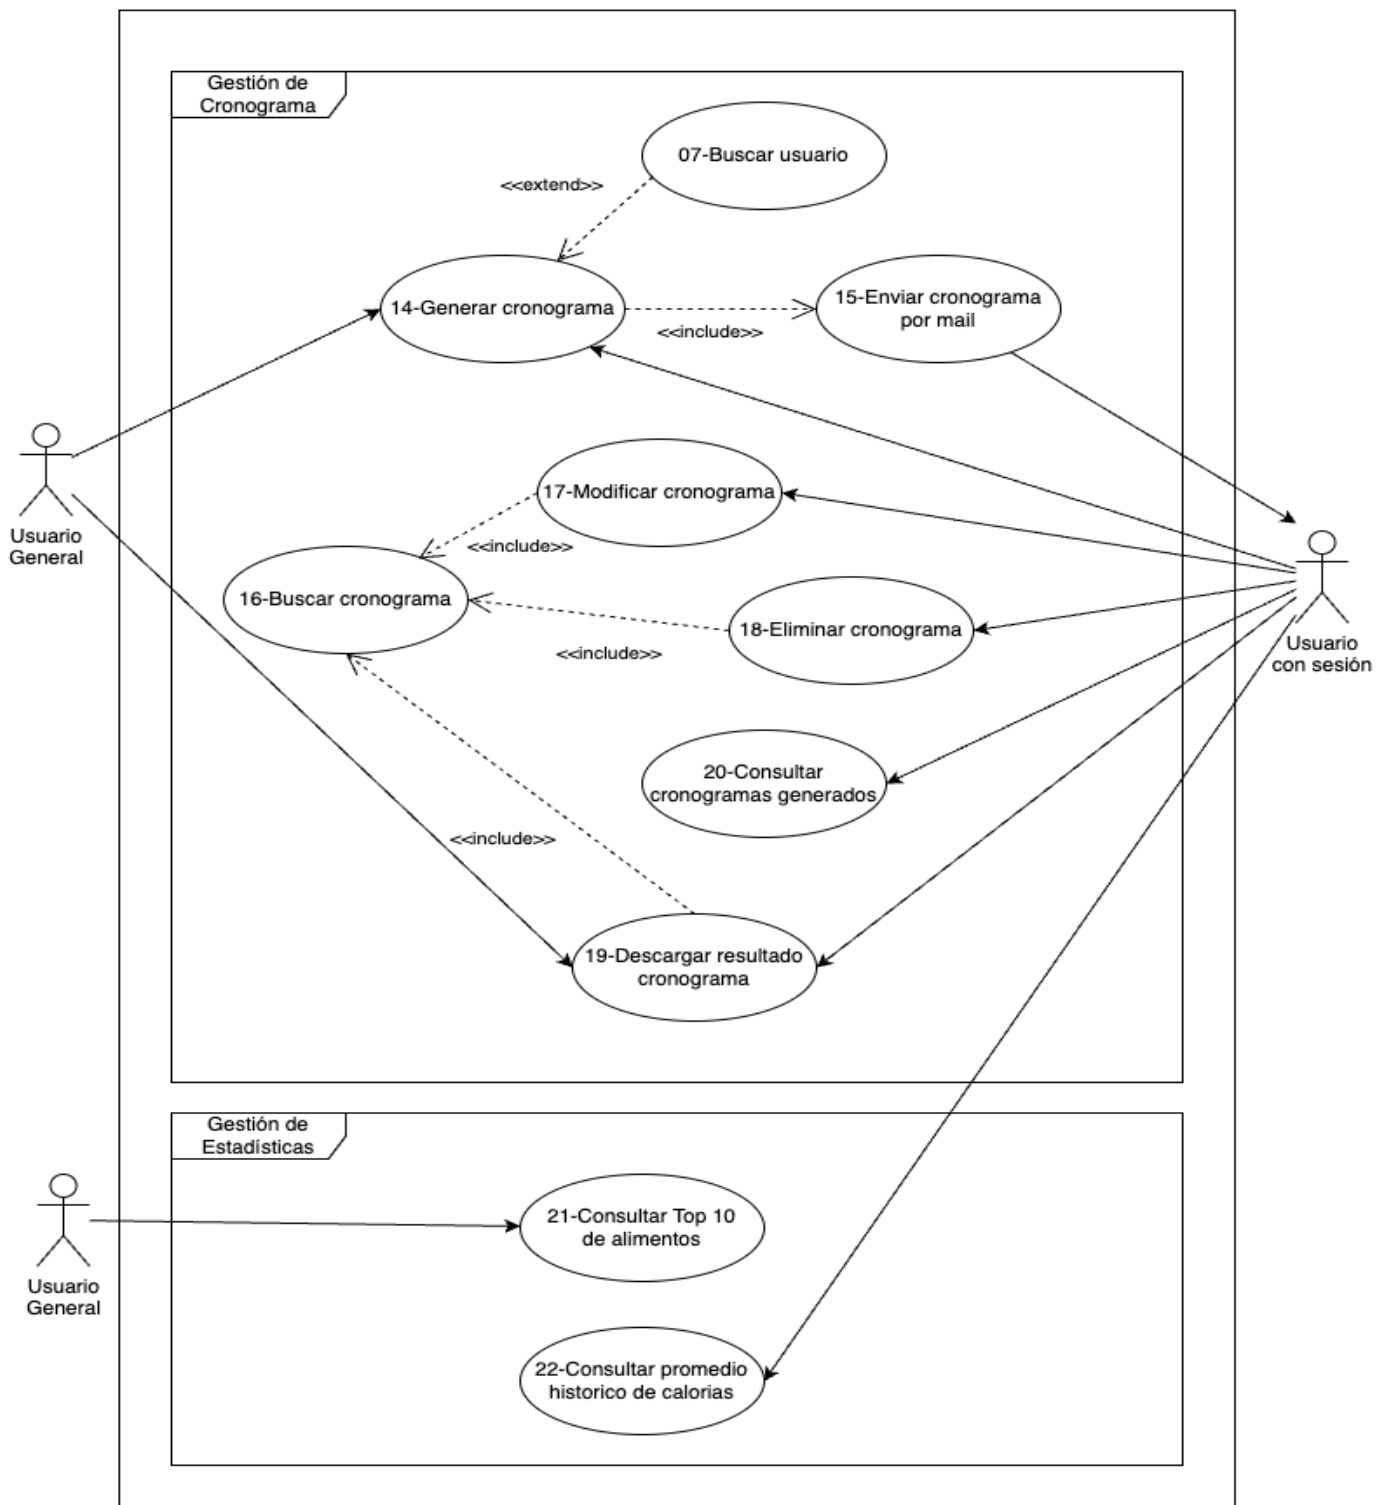 Gestión de
Cronograma
07-Buscar usuario
<<extend>>
14-Generar cronograma
<<include>>
15-Enviar cronograma
por mail
Usuario
General
17-Modificar cronograma
<<include>>
16-Buscar cronograma
18-Eliminar cronograma
<<include>>
Usuario
con sesión
20-Consultar
cronogramas generados
<<include>>
19-Descargar resultado
cronograma
Gestión de
Estadísticas
Usuario
General
21-Consultar Top 10
de alimentos
22-Consultar promedio
historico de calorias